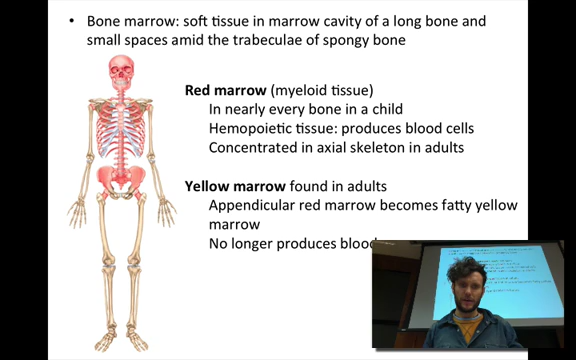 • Bone marrow: soft tissue in marrow cavity of a long bone and
small spaces amid the trabeculae of spongy bone
Red marrow (myeloid tissue)
In nearly every bone in a child
Hemopoietic tissue: produces blood cells
Concentrated in axial skeleton in adults
Yellow marrow found in adults
Appendicular red marrow becomes fatty yellow
marrow
No longer produces blood